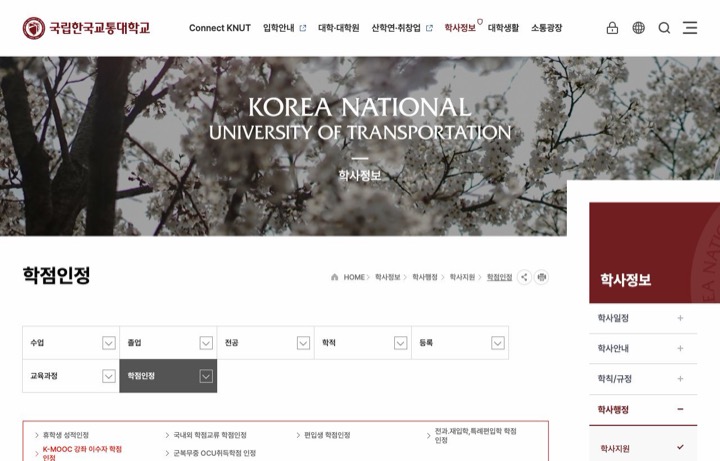 국립한국교통대학교
Connect KNUT 입학안내 대학·대학원 산학연·취창업 학사정보 대학생활 소통광장
KOREA NATIONAL
UNIVERSITY OF TRANSPORTATION
학사정보
학점인정
HOME 학사정보 학사행정 학사지원 학점인정
학사정보
학사일정
학사안내
학칙/규정
학사행정
학사지원
수업 졸업 전공 학적 등록
교육과정 학점인정
휴학생 성적인정 국내외 학점교류 학점인정 편입생 학점인정 전과,재입학,특례편입학 학점
인정
K-MOOC 강좌 이수자 학점 군복무중 OCU취득학점 인정
인정